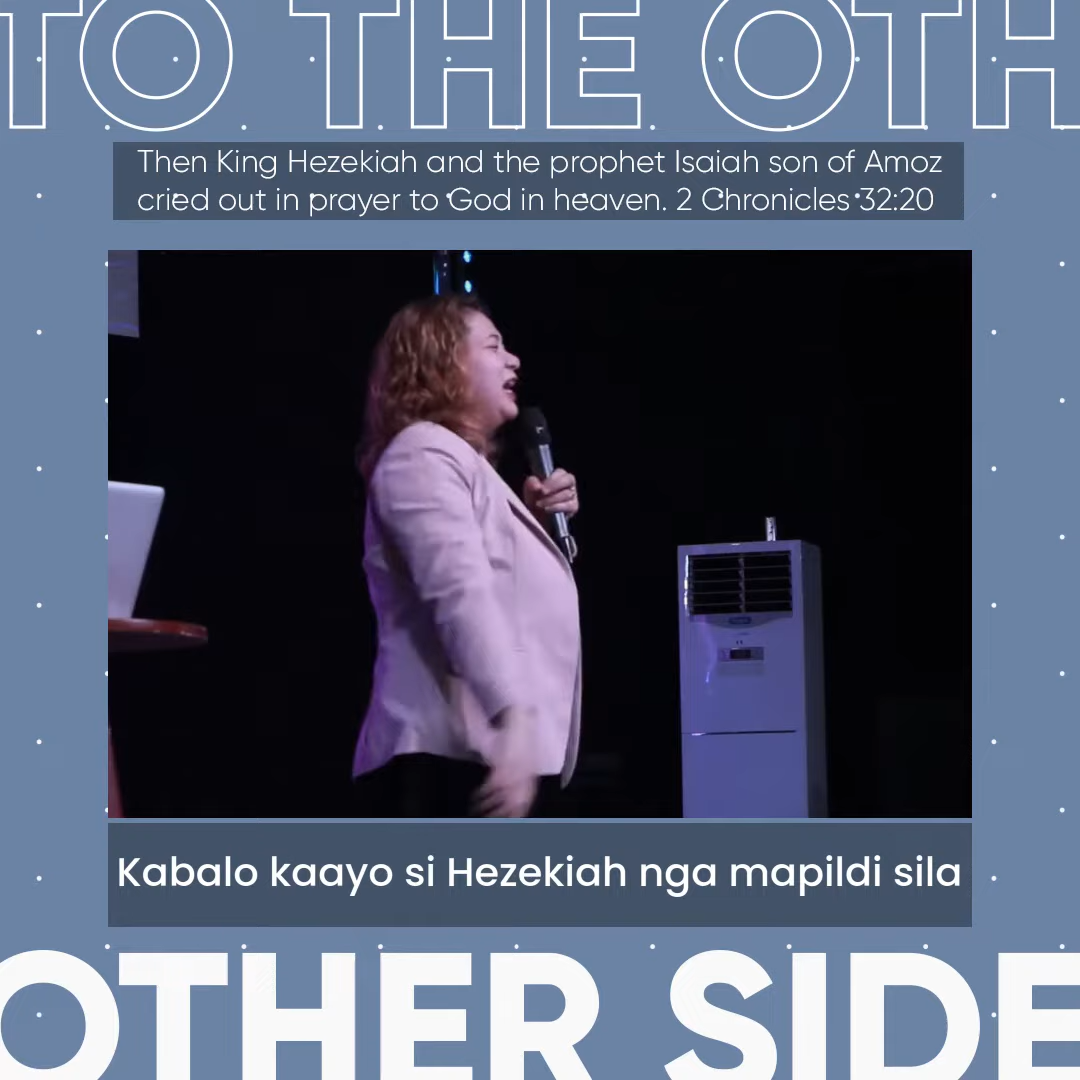 TO THE OTH
Then King Hezekiah and the prophet Isaiah son of Amoz
cried out in prayer to God in heaven. 2 Chronicles 32:20
Kabalo kaayo si Hezekiah nga mapildi sila
OTHER SIDE